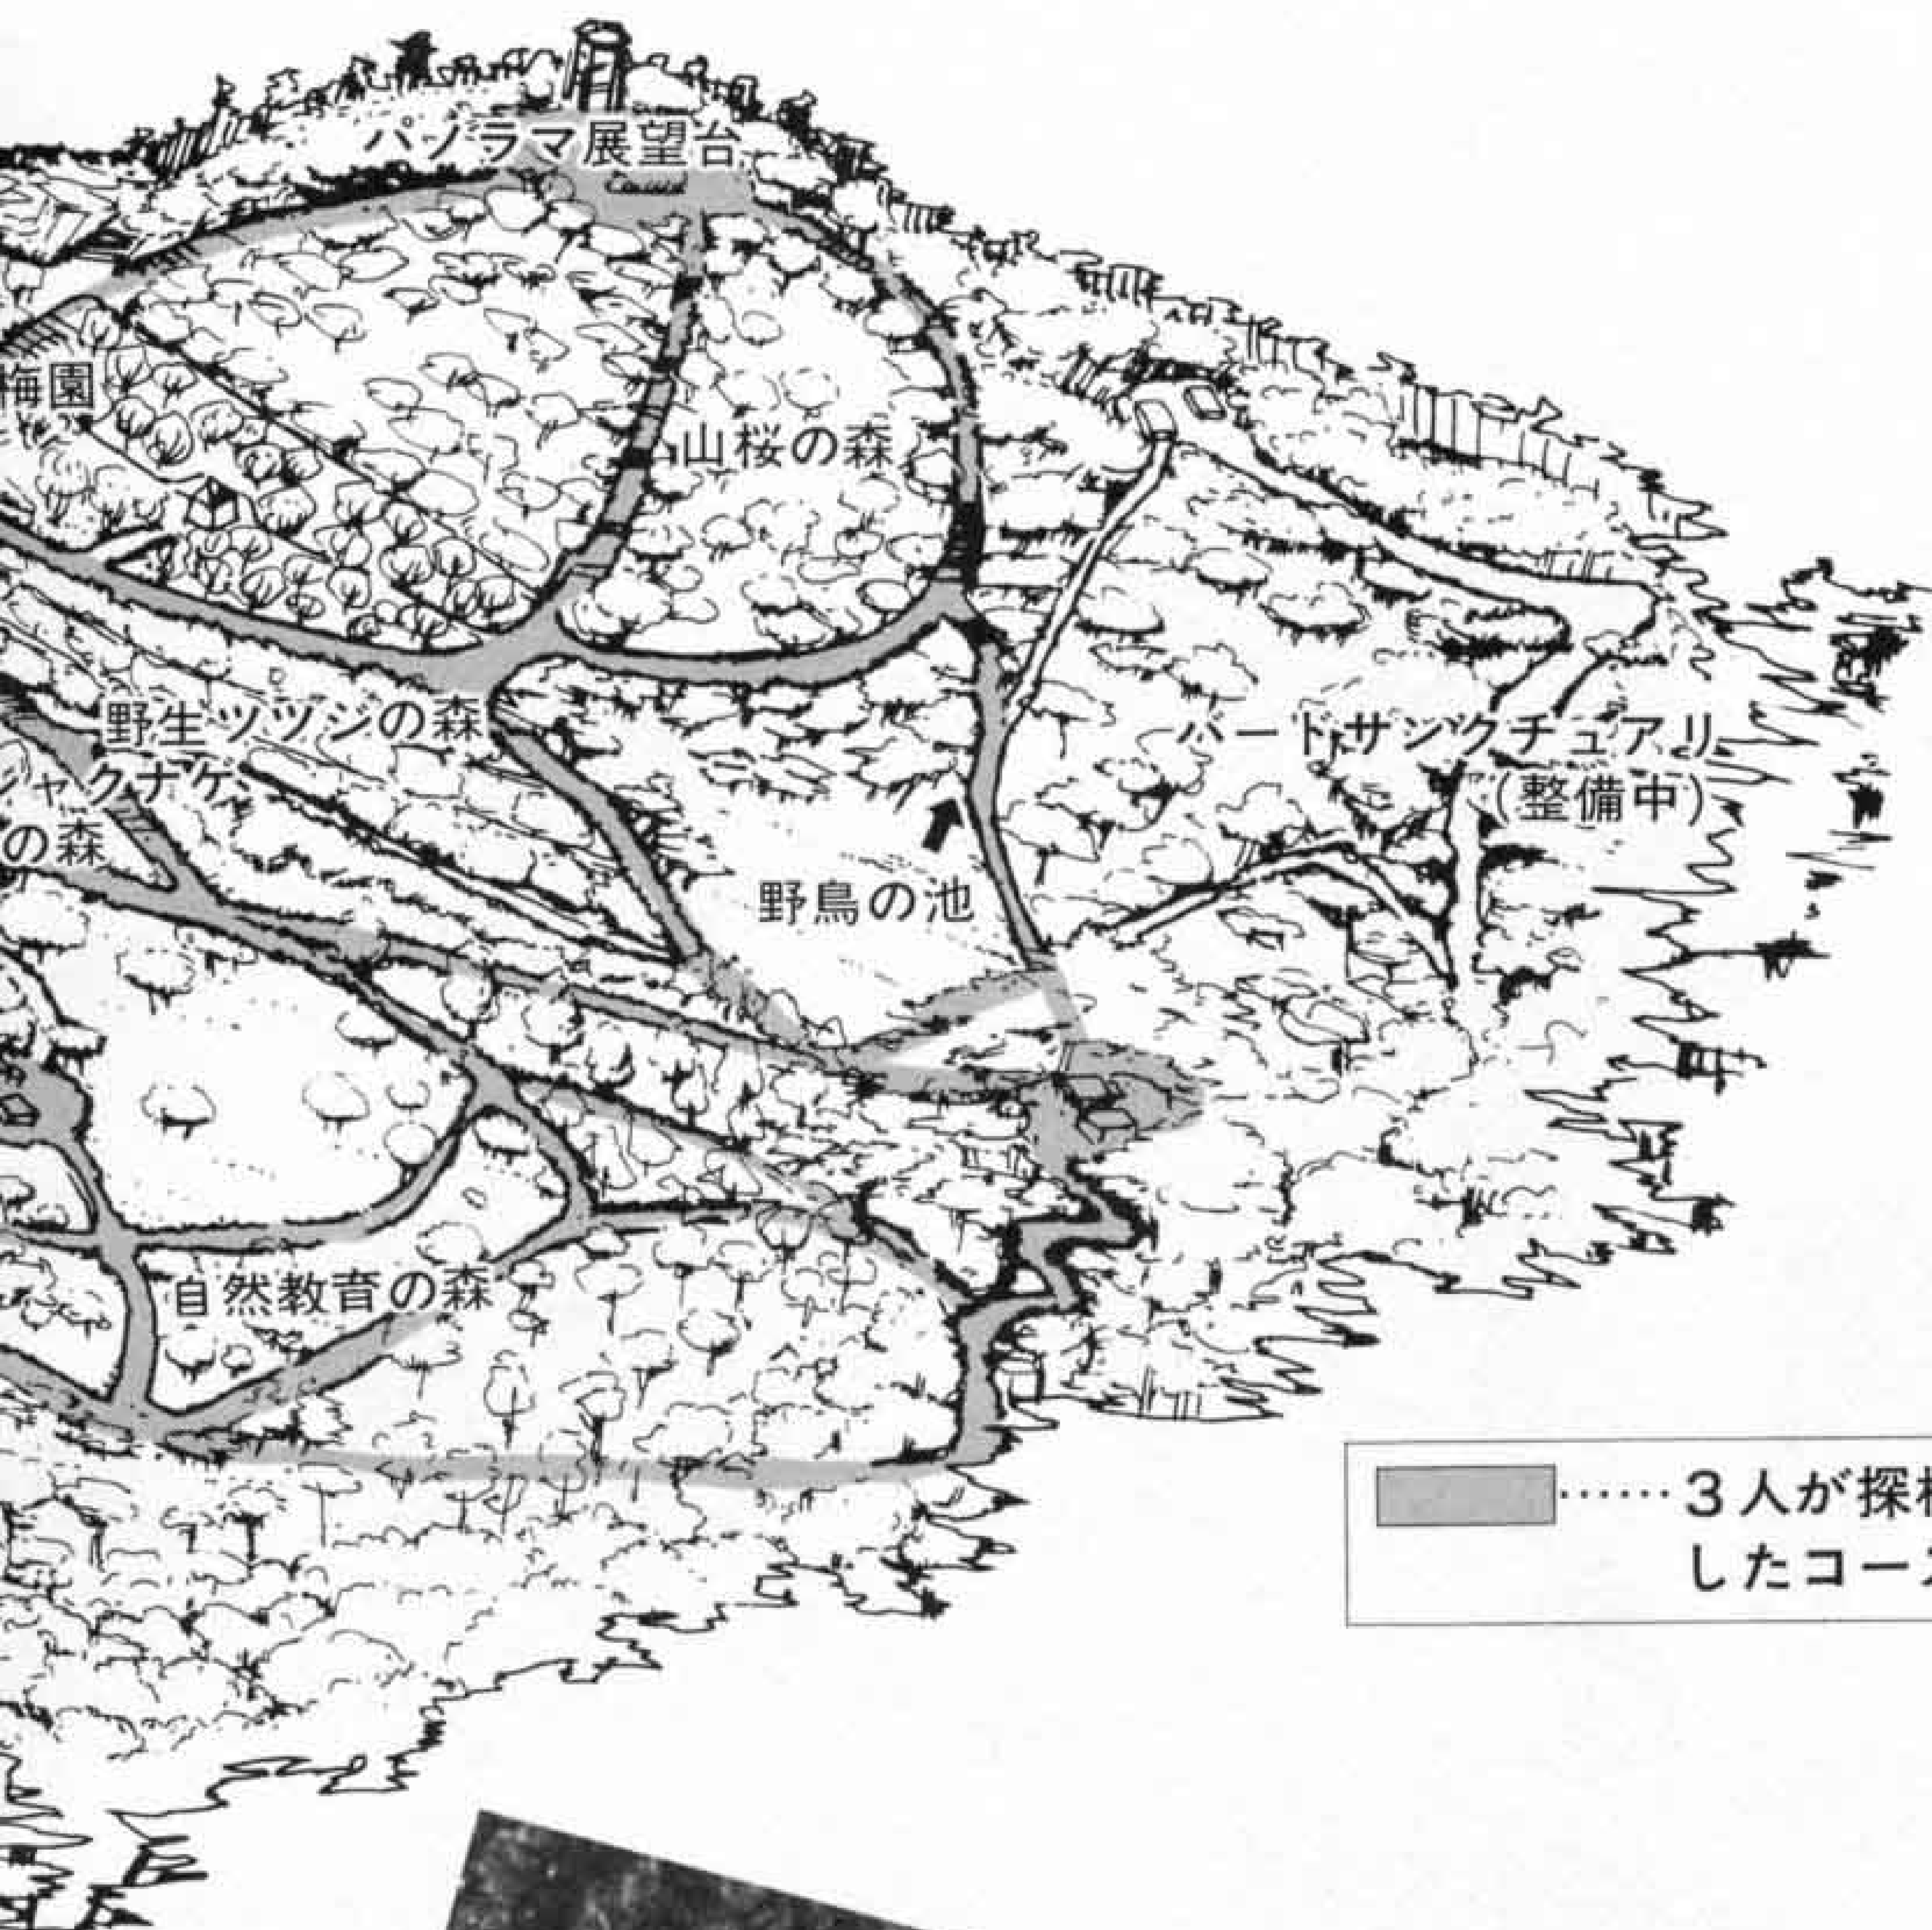 パノラマ展望台
梅園
山桜の森
野生ツツジの森
シャクナゲ
の森
バードサンクチュアリ
(整備中)
野鳥の池
自然教育の森
3人が探
したコー